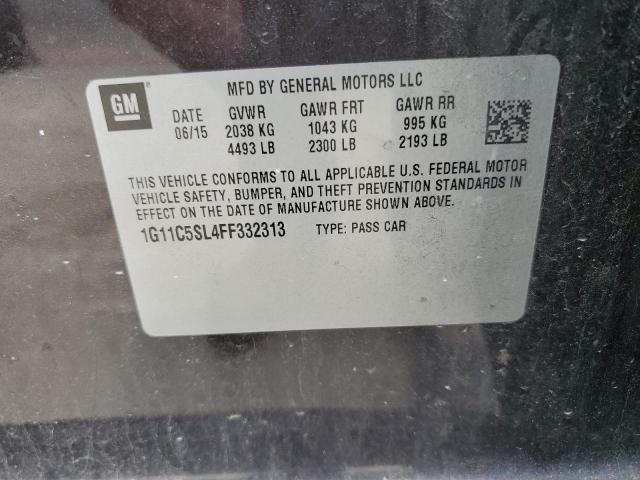 GM
MFD BY GENERAL MOTORS LLC
DATE GVWR GAWR FRT GAWR RR
06/15 2038 KG 1043 KG 995 KG
4493 LB 2300 LB 2193 LB
THIS VEHICLE CONFORMS TO ALL APPLICABLE U.S. FEDERAL MOTOR
VEHICLE SAFETY, BUMPER, AND THEFT PREVENTION STANDARDS IN
EFFECT ON THE DATE OF MANUFACTURE SHOWN ABOVE.
1G11C5SL4FF332313 TYPE: PASS CAR